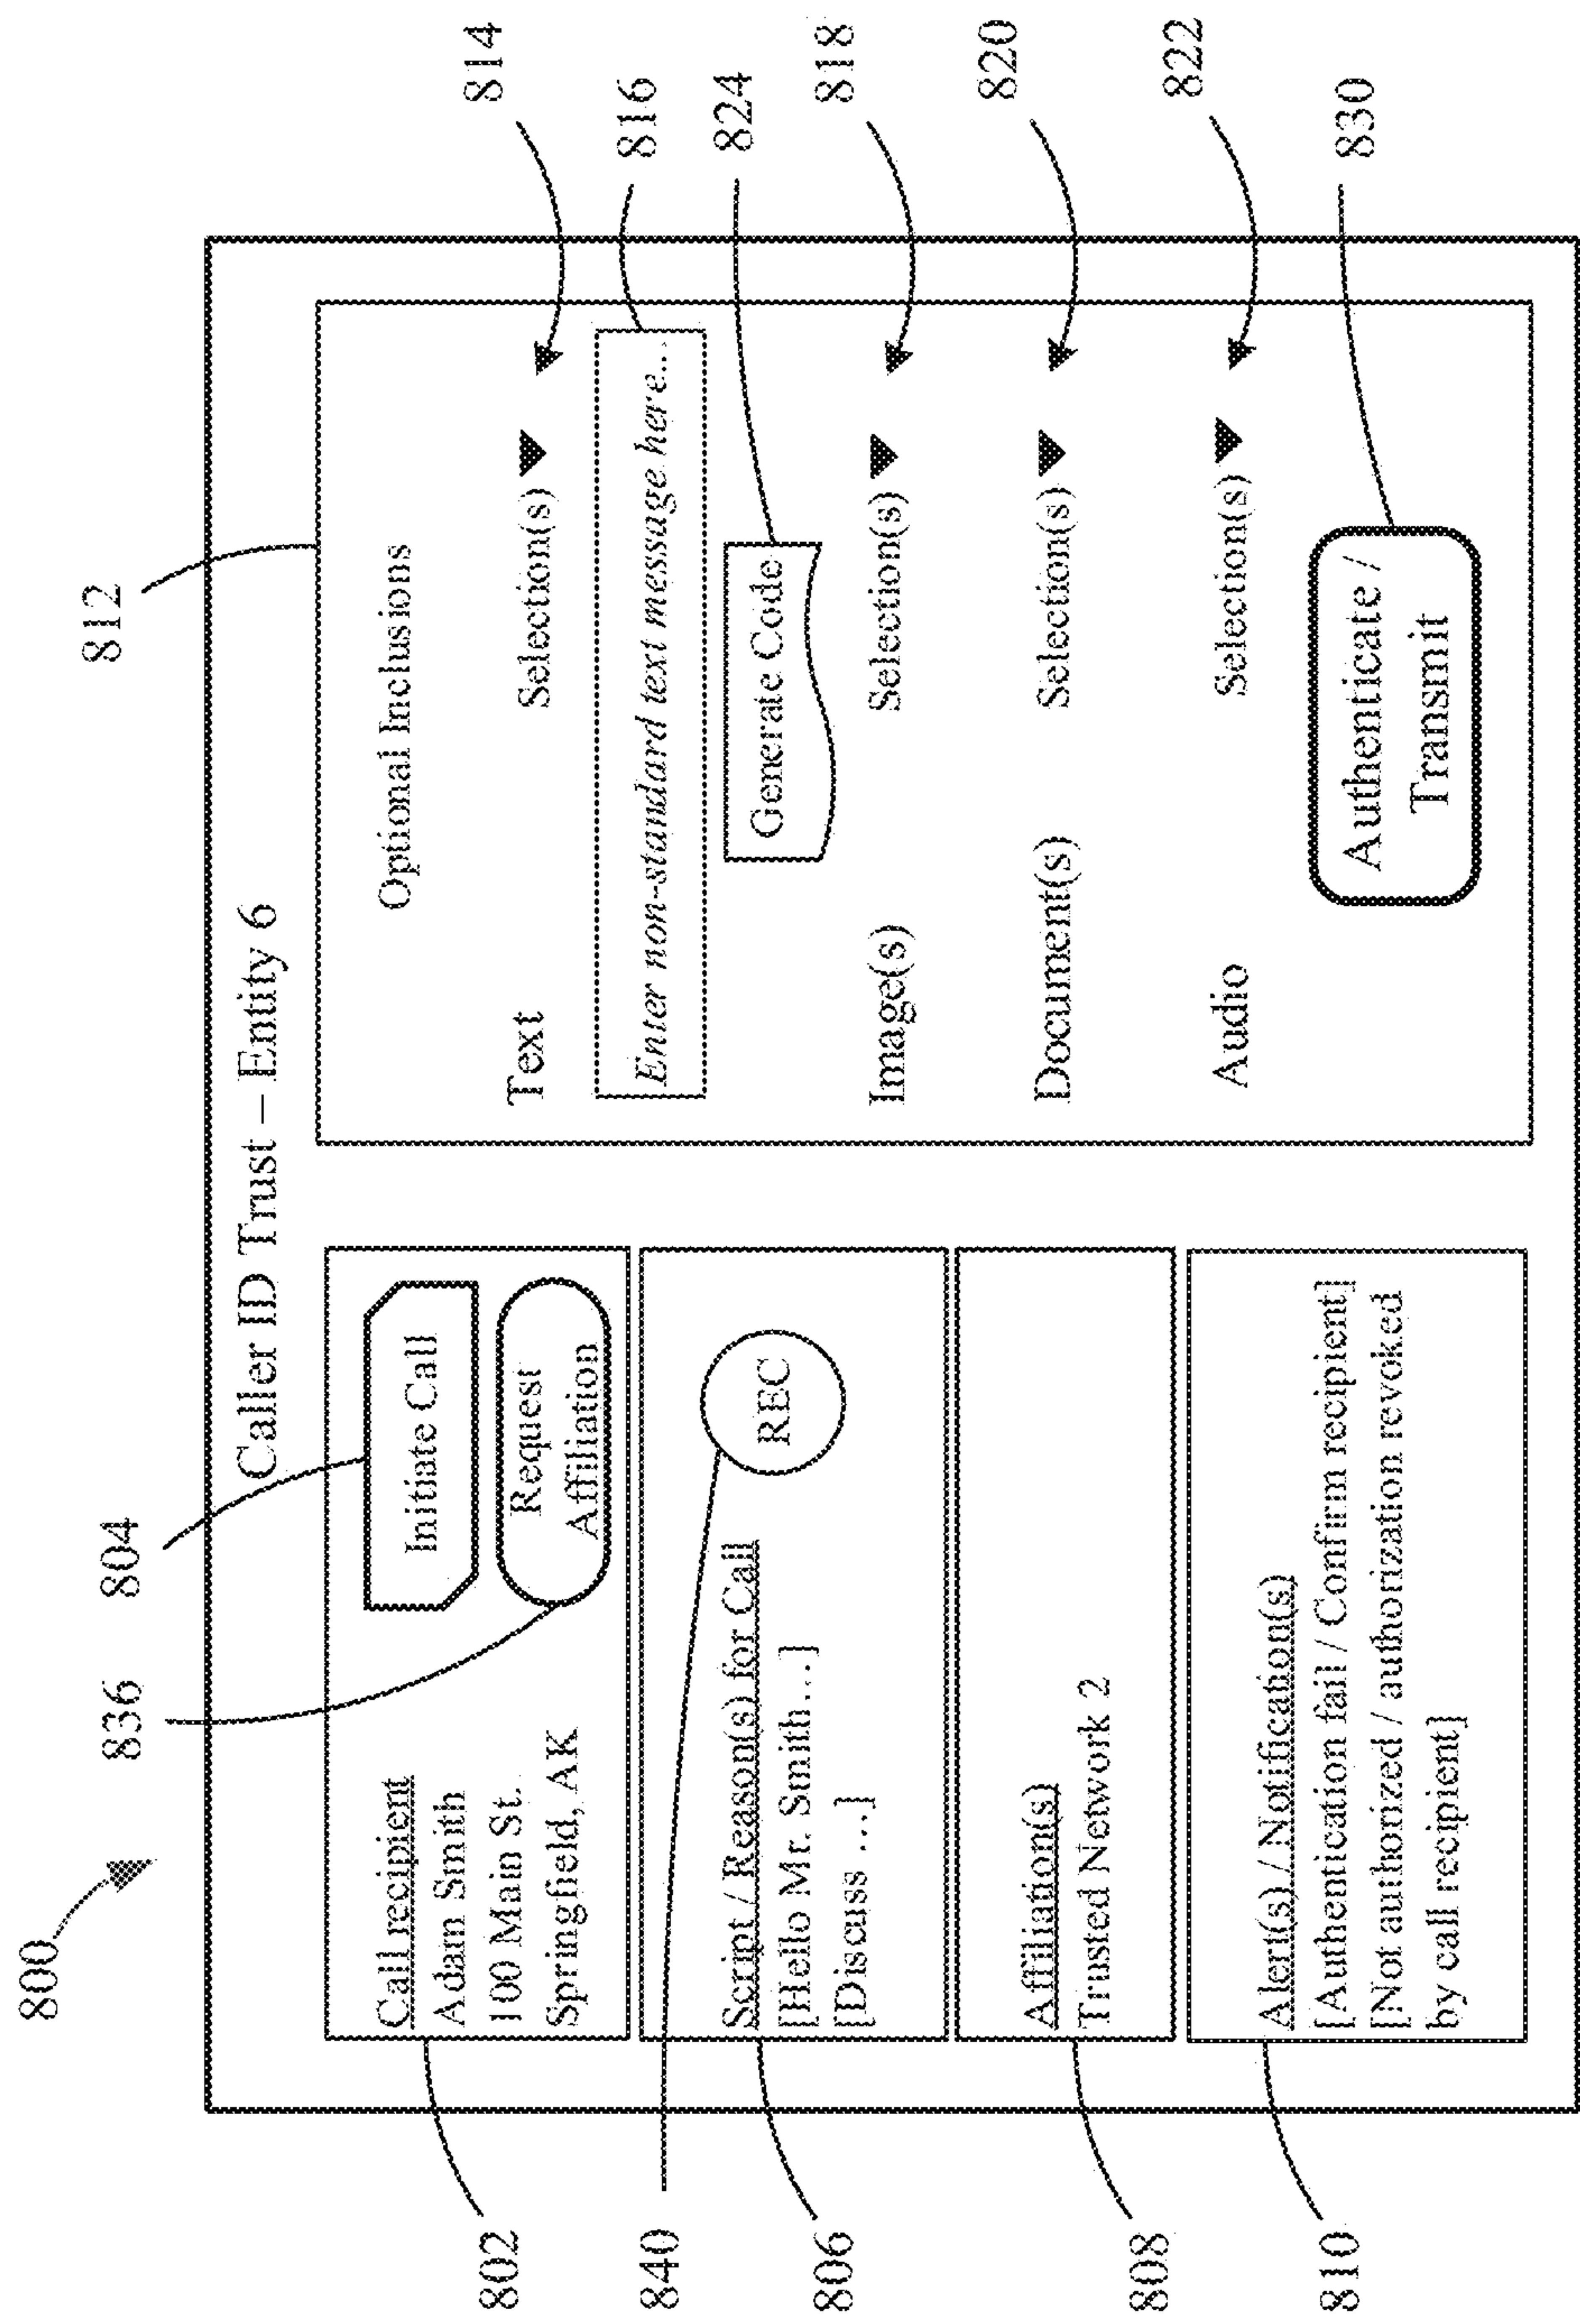 800
Caller ID Trust – Entity 6
802
Call recipient
Adam Smith
100 Main St.
Springfield, AK
836
804
Initiate Call
Request
Affiliation
840
806
Script / Reason(s) for Call
[Hello Mr. Smith…]
[Discuss …]
REC
808
Affiliation(s)
Trusted Network 2
810
Alert(s) / Notification(s)
[Authentication fail / Confirm recipient]
[Not authorized / authorization revoked
by call recipient]
812
Optional Inclusions
Text Selection(s) 814
Enter non-standard text message here... 816
Generate Code 824
Image(s) Selection(s) 818
Document(s) Selection(s) 820
Audio Selection(s) 822
Authenticate /
Transmit
830